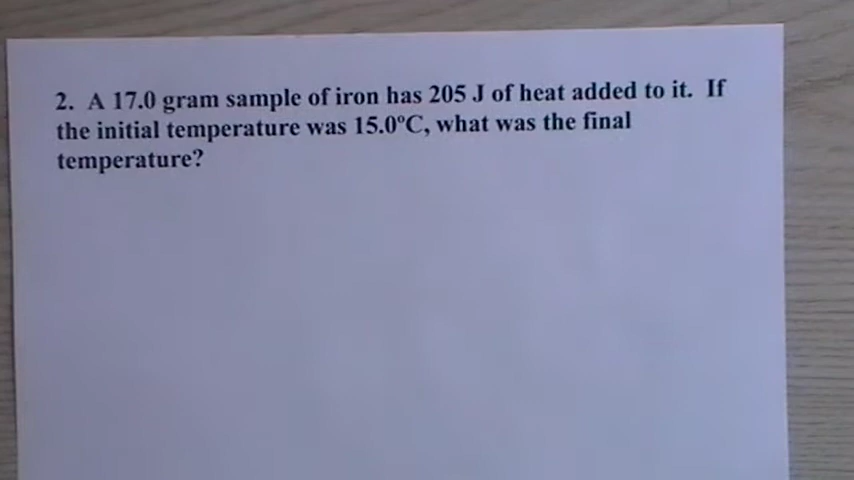 2. A 17.0 gram sample of iron has 205 J of heat added to it. If
the initial temperature was 15.0ºC, what was the final
temperature?